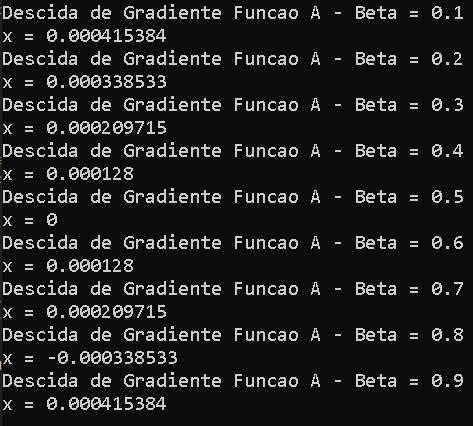 Descida de Gradiente Funcao A - Beta = 0.1
x = 0.000415384
Descida de Gradiente Funcao A - Beta = 0.2
x = 0.000338533
Descida de Gradiente Funcao A - Beta = 0.3
x = 0.000209715
Descida de Gradiente Funcao A - Beta = 0.4
x = 0.000128
Descida de Gradiente Funcao A - Beta = 0.5
x = 0
Descida de Gradiente Funcao A - Beta = 0.6
x = 0.000128
Descida de Gradiente Funcao A - Beta = 0.7
x = 0.000209715
Descida de Gradiente Funcao A - Beta = 0.8
x = -0.000338533
Descida de Gradiente Funcao A - Beta = 0.9
x = 0.000415384